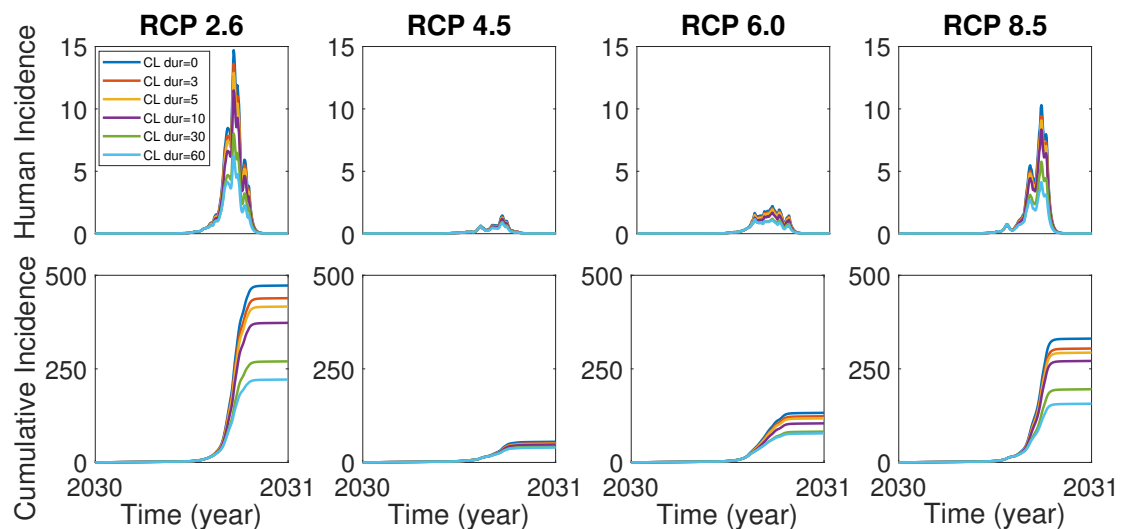 RCP 2.6
RCP 4.5
RCP 6.0
RCP 8.5
Human Incidence
15
10
5
0
CL dur=0
CL dur=3
CL dur=5
CL dur=10
CL dur=30
CL dur=60
15
10
5
0
15
10
5
0
15
10
5
0
Cumulative Incidence
500
250
0
2030
2031
Time (year)
500
250
0
2030
2031
Time (year)
500
250
0
2030
2031
Time (year)
500
250
0
2030
2031
Time (year)